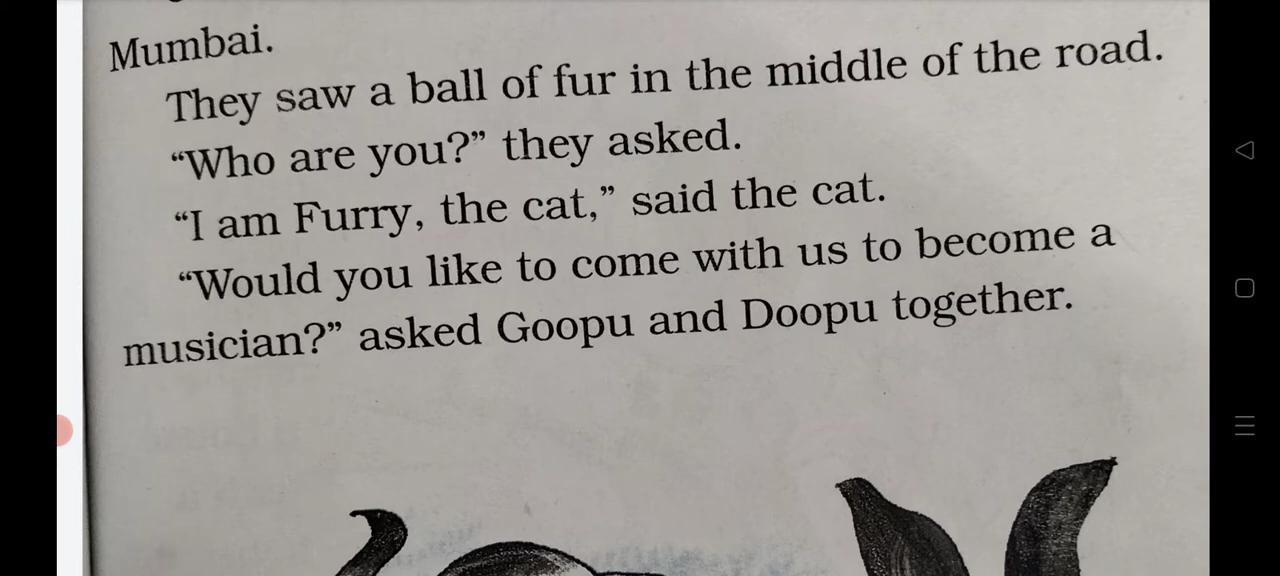 Mumbai.
They saw a ball of fur in the middle of the road.
“Who are you?” they asked.
“I am Furry, the cat,” said the cat.
“Would you like to come with us to become a
musician?” asked Goopu and Doopu together.